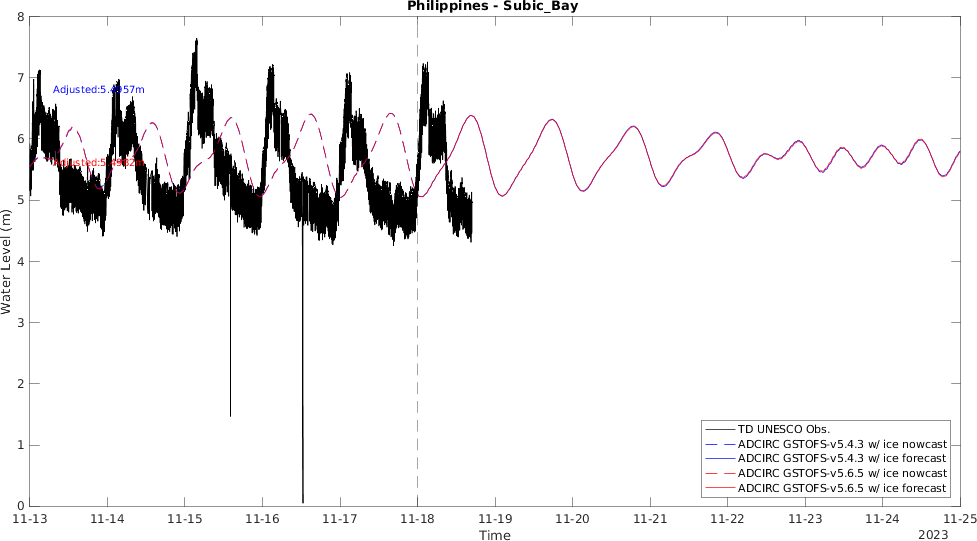 Philippines - Subic_Bay
8
7
6
5
4
3
2
1
0
Water Level (m)
Adjusted:5.4957m
TD UNESCO Obs.
ADCIRC GSTOFS-v5.4.3 w/ ice nowcast
ADCIRC GSTOFS-v5.4.3 w/ ice forecast
ADCIRC GSTOFS-v5.6.5 w/ ice nowcast
ADCIRC GSTOFS-v5.6.5 w/ ice forecast
11-13 11-14 11-15 11-16 11-17 11-18 11-19 11-20 11-21 11-22 11-23 11-24 11-25
Time
2023